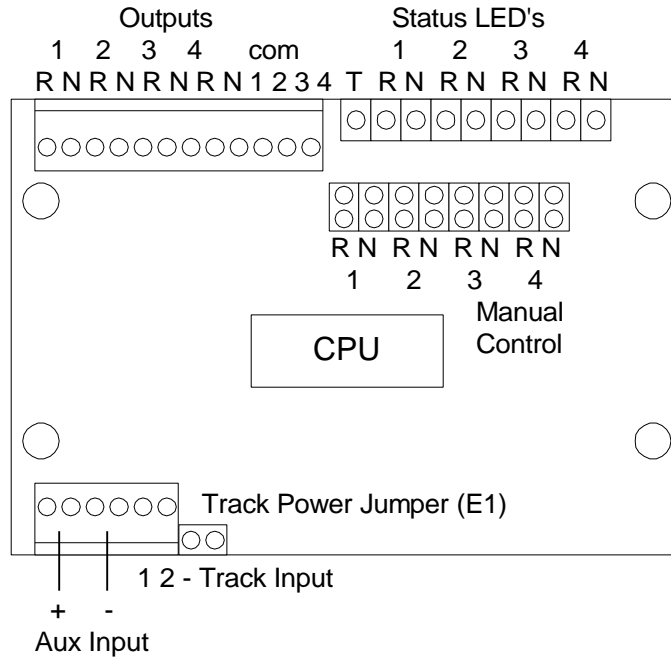 Outputs Status LED's
1 2 3 4 com 1 2 3 4
R N R N R N R N 1 2 3 4 T R N R N R N R N
R N R N R N R N
1 2 3 4
Manual
Control
CPU
Track Power Jumper (E1)
1 2 - Track Input
+ -
Aux Input